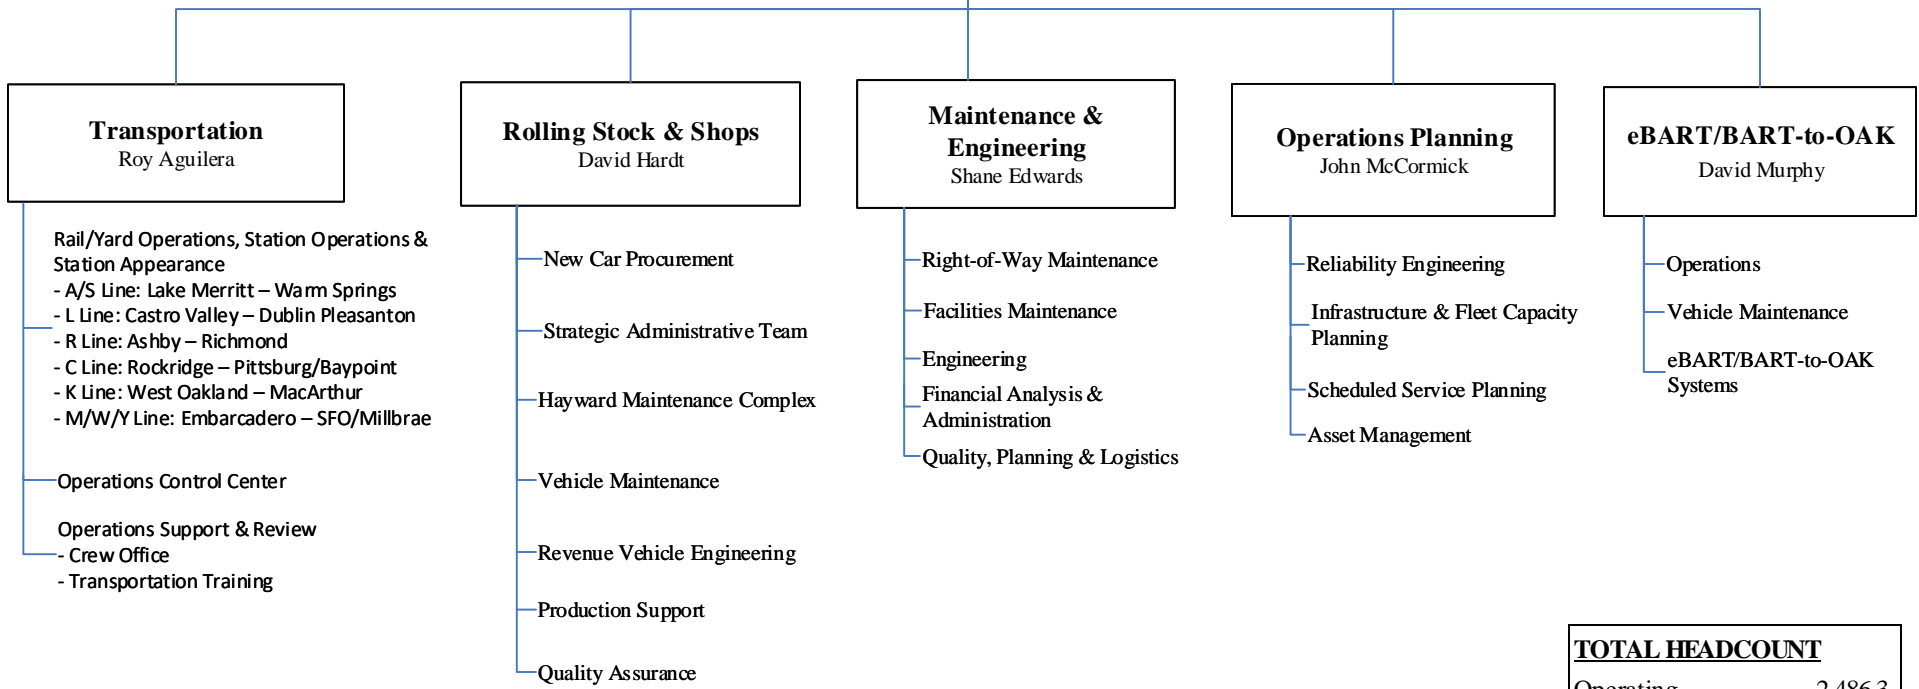 Transportation
Roy Aguilera
Rail/Yard Operations, Station Operations &
Station Appearance
- A/S Line: Lake Merritt – Warm Springs
- L Line: Castro Valley – Dublin Pleasanton
- R Line: Ashby – Richmond
- C Line: Rockridge – Pittsburg/Baypoint
- K Line: West Oakland – MacArthur
- M/W/Y Line: Embarcadero – SFO/Millbrae
Operations Control Center
Operations Support & Review
- Crew Office
- Transportation Training
Rolling Stock & Shops
David Hardt
New Car Procurement
Strategic Administrative Team
Hayward Maintenance Complex
Vehicle Maintenance
Revenue Vehicle Engineering
Production Support
Quality Assurance
Maintenance &
Engineering
Shane Edwards
Right-of-Way Maintenance
Facilities Maintenance
Engineering
Financial Analysis &
Administration
Quality, Planning & Logistics
Operations Planning
John McCormick
Reliability Engineering
Infrastructure & Fleet Capacity
Planning
Scheduled Service Planning
Asset Management
eBART/BART-to-OAK
David Murphy
Operations
Vehicle Maintenance
eBART/BART-to-OAK
Systems
TOTAL HEADCOUNT
Operating 2,486.3